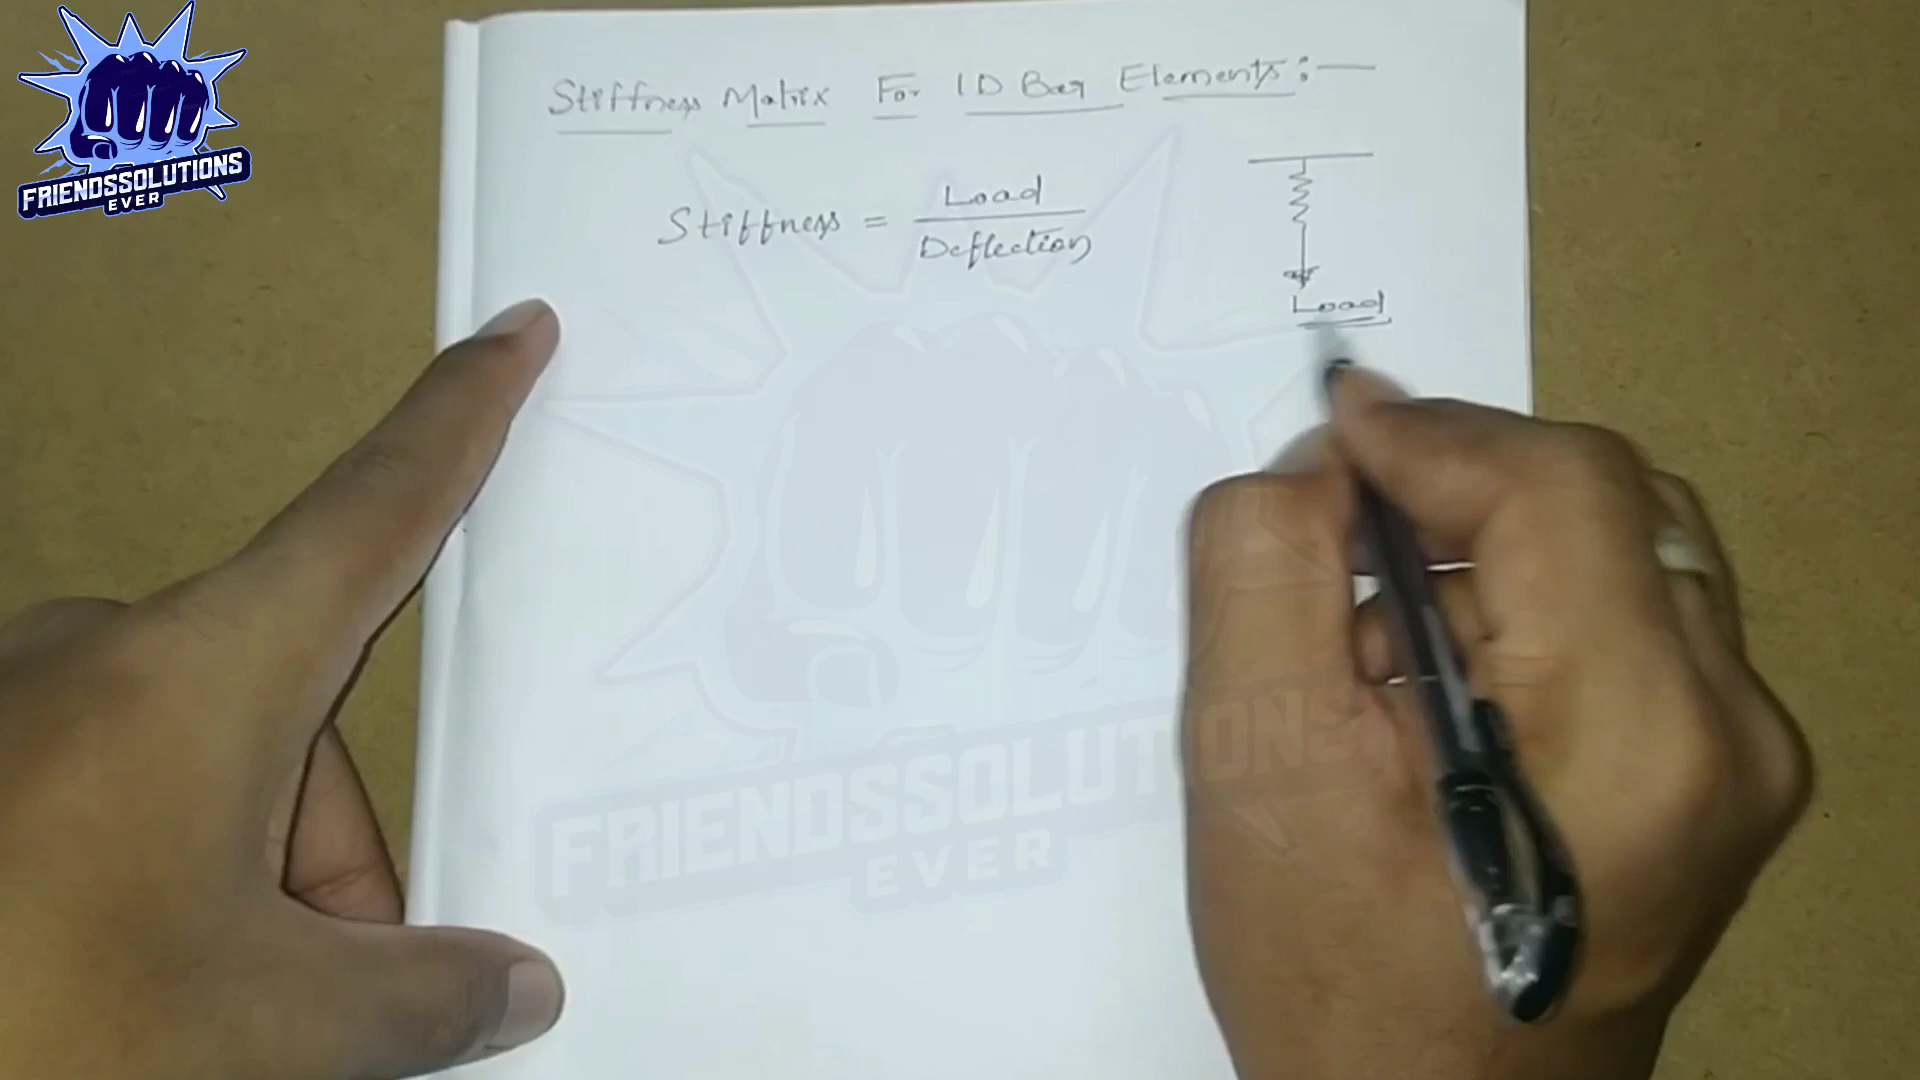 FRIENDSSOLUTIONS
EVER
Stiffness Matrix For 1D Bar Elements:—
Stiffness = Load
Deflection
Load
FRIENDSSOLUTIONS
EVER